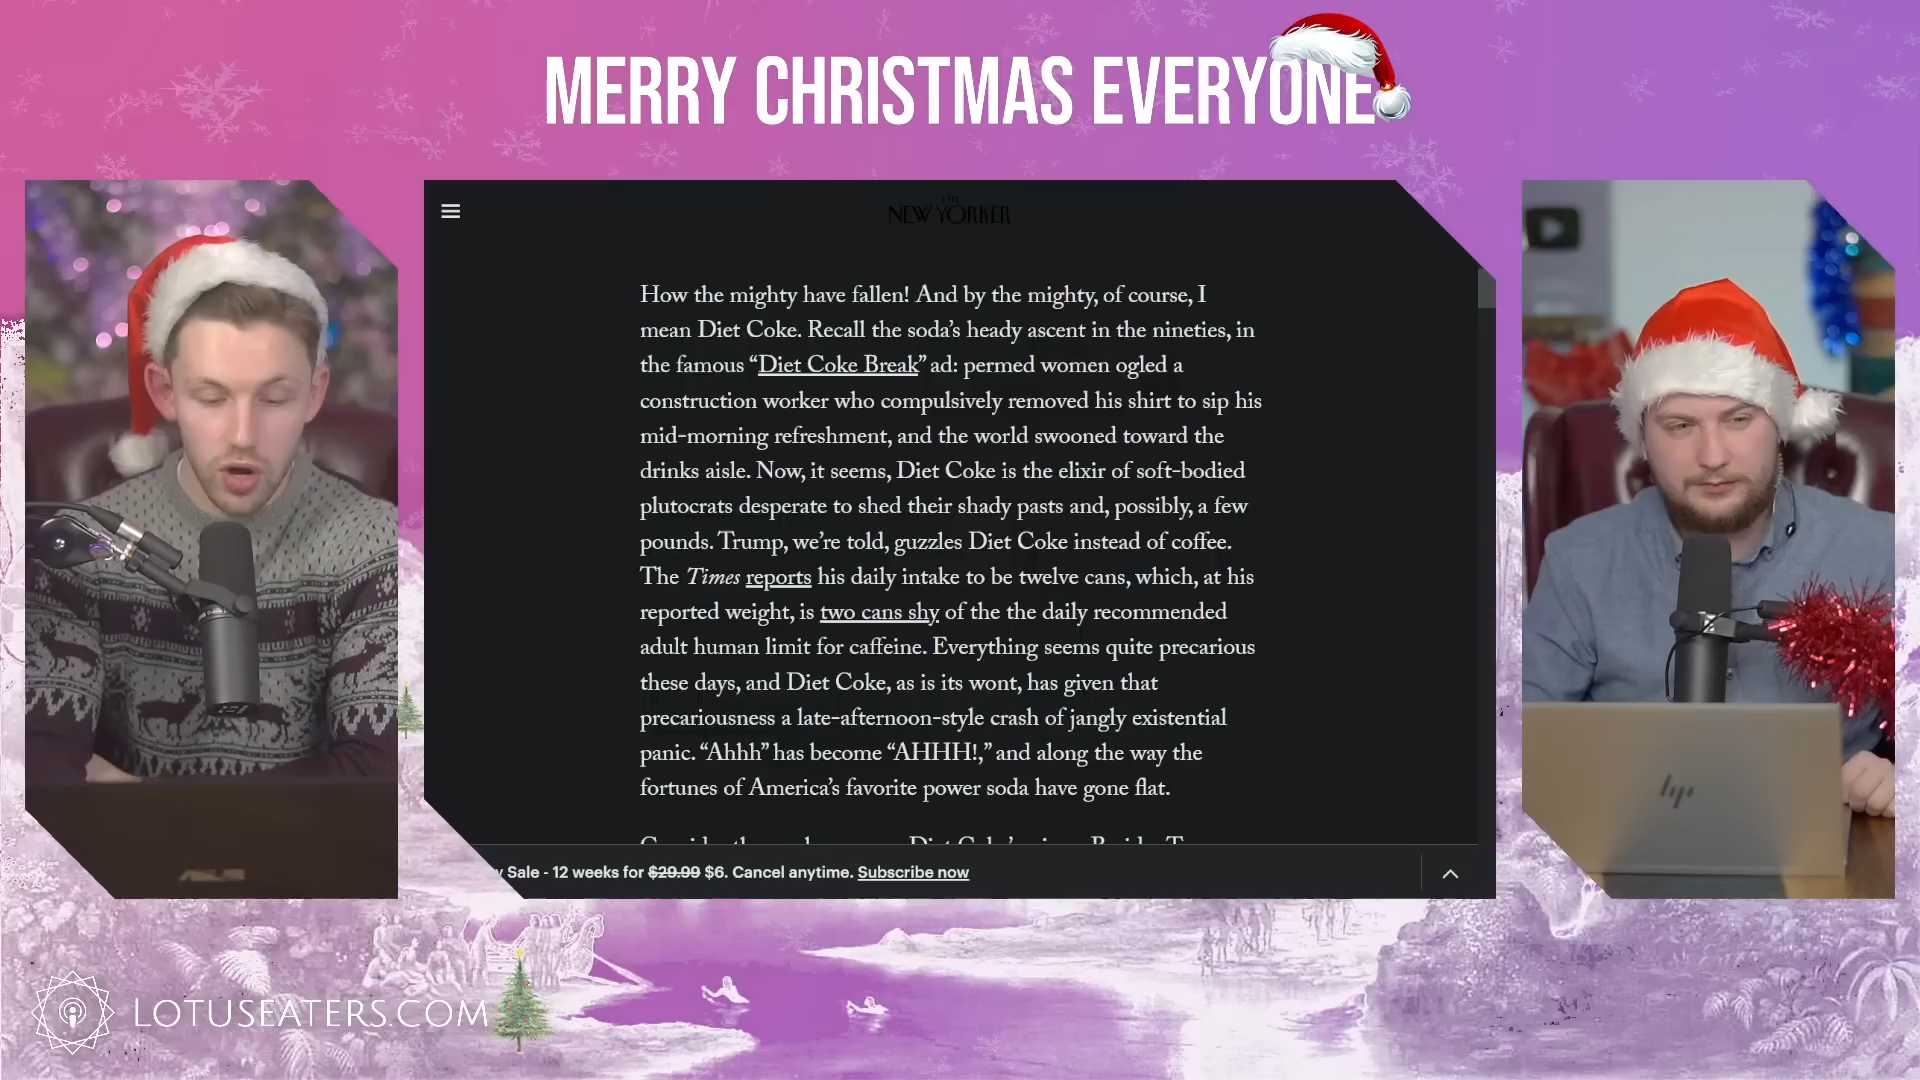 MERRY CHRISTMAS EVERYONE
THE
NEW YORKER
How the mighty have fallen! And by the mighty, of course, I
mean Diet Coke. Recall the soda’s heady ascent in the nineties, in
the famous “Diet Coke Break” ad: permed women ogled a
construction worker who compulsively removed his shirt to sip his
mid-morning refreshment, and the world swooned toward the
drinks aisle. Now, it seems, Diet Coke is the elixir of soft-bodied
plutocrats desperate to shed their shady pasts and, possibly, a few
pounds. Trump, we’re told, guzzles Diet Coke instead of coffee.
The Times reports his daily intake to be twelve cans, which, at his
reported weight, is two cans shy of the the daily recommended
adult human limit for caffeine. Everything seems quite precarious
these days, and Diet Coke, as is its wont, has given that
precariousness a late-afternoon-style crash of jangly existential
panic. “Ahhh” has become “AHHH!,” and along the way the
fortunes of America’s favorite power soda have gone flat.
Sale - 12 weeks for $29.99 $6. Cancel anytime. Subscribe now
hp
ASUS
LOTUSEATERS.COM